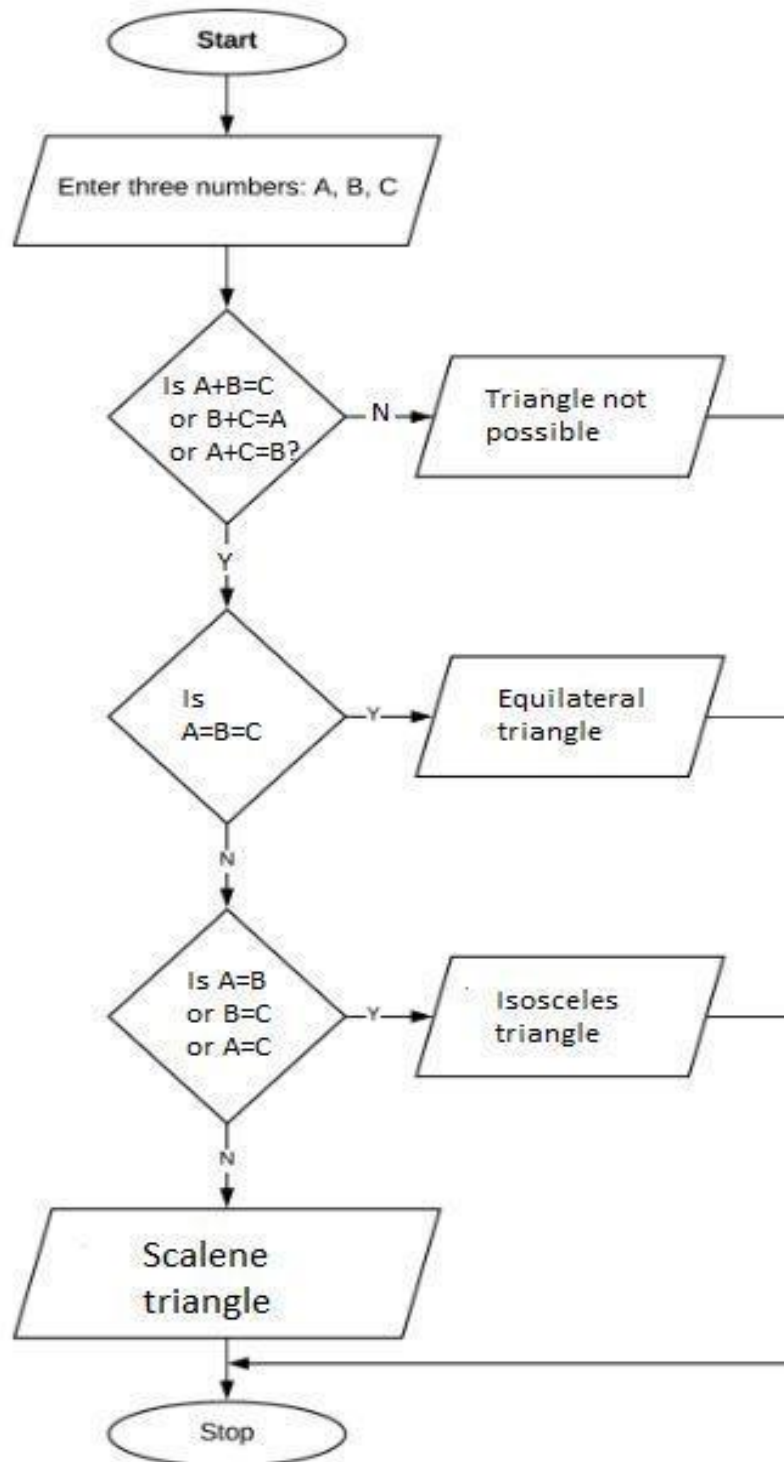 Start
Enter three numbers: A, B, C
Is A+B=C
or B+C=A
or A+C=B?
N
Triangle not
possible
Y
Is
A=B=C
Y
Equilateral
triangle
N
Is A=B
or B=C
or A=C
Y
Isosceles
triangle
N
Scalene
triangle
Stop